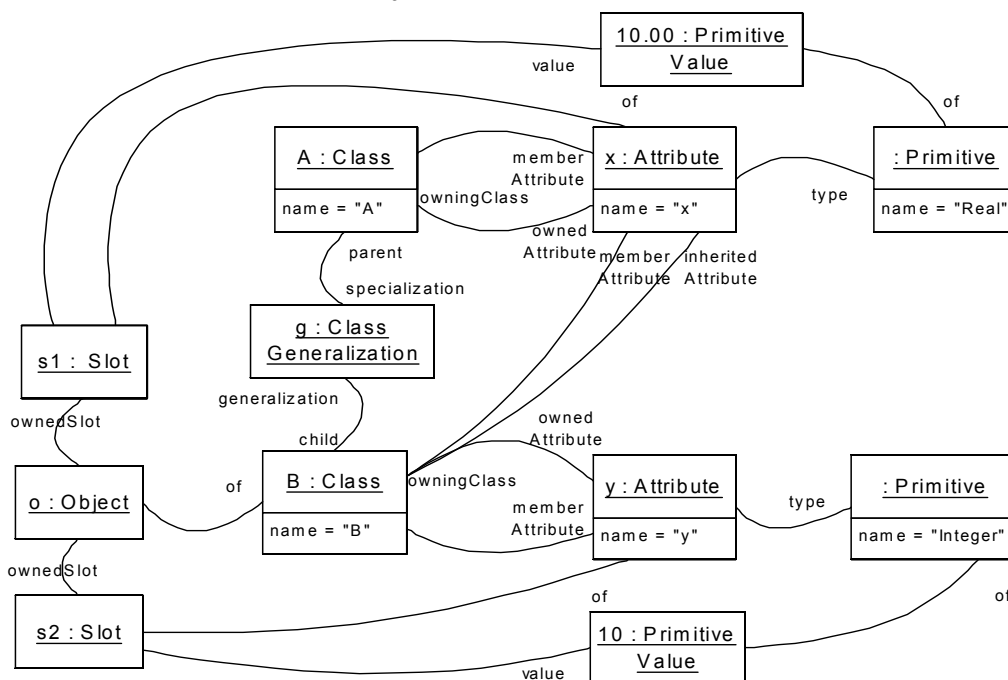 10.00 : Primitive
Value
value
of
of
A : Class
name = "A"
member
Attribute
owningClass
owned
Attribute
x : Attribute
name = "x"
type
: Primitive
name = "Real"
parent
member
Attribute
inherited
Attribute
specialization
g : Class
Generalization
s1 : Slot
generalization
ownedSlot
child
owned
Attribute
B : Class
name = "B"
owningClass
member
Attribute
o : Object
of
y : Attribute
name = "y"
type
: Primitive
name = "Integer"
ownedSlot
s2 : Slot
of
of
10 : Primitive
Value
value